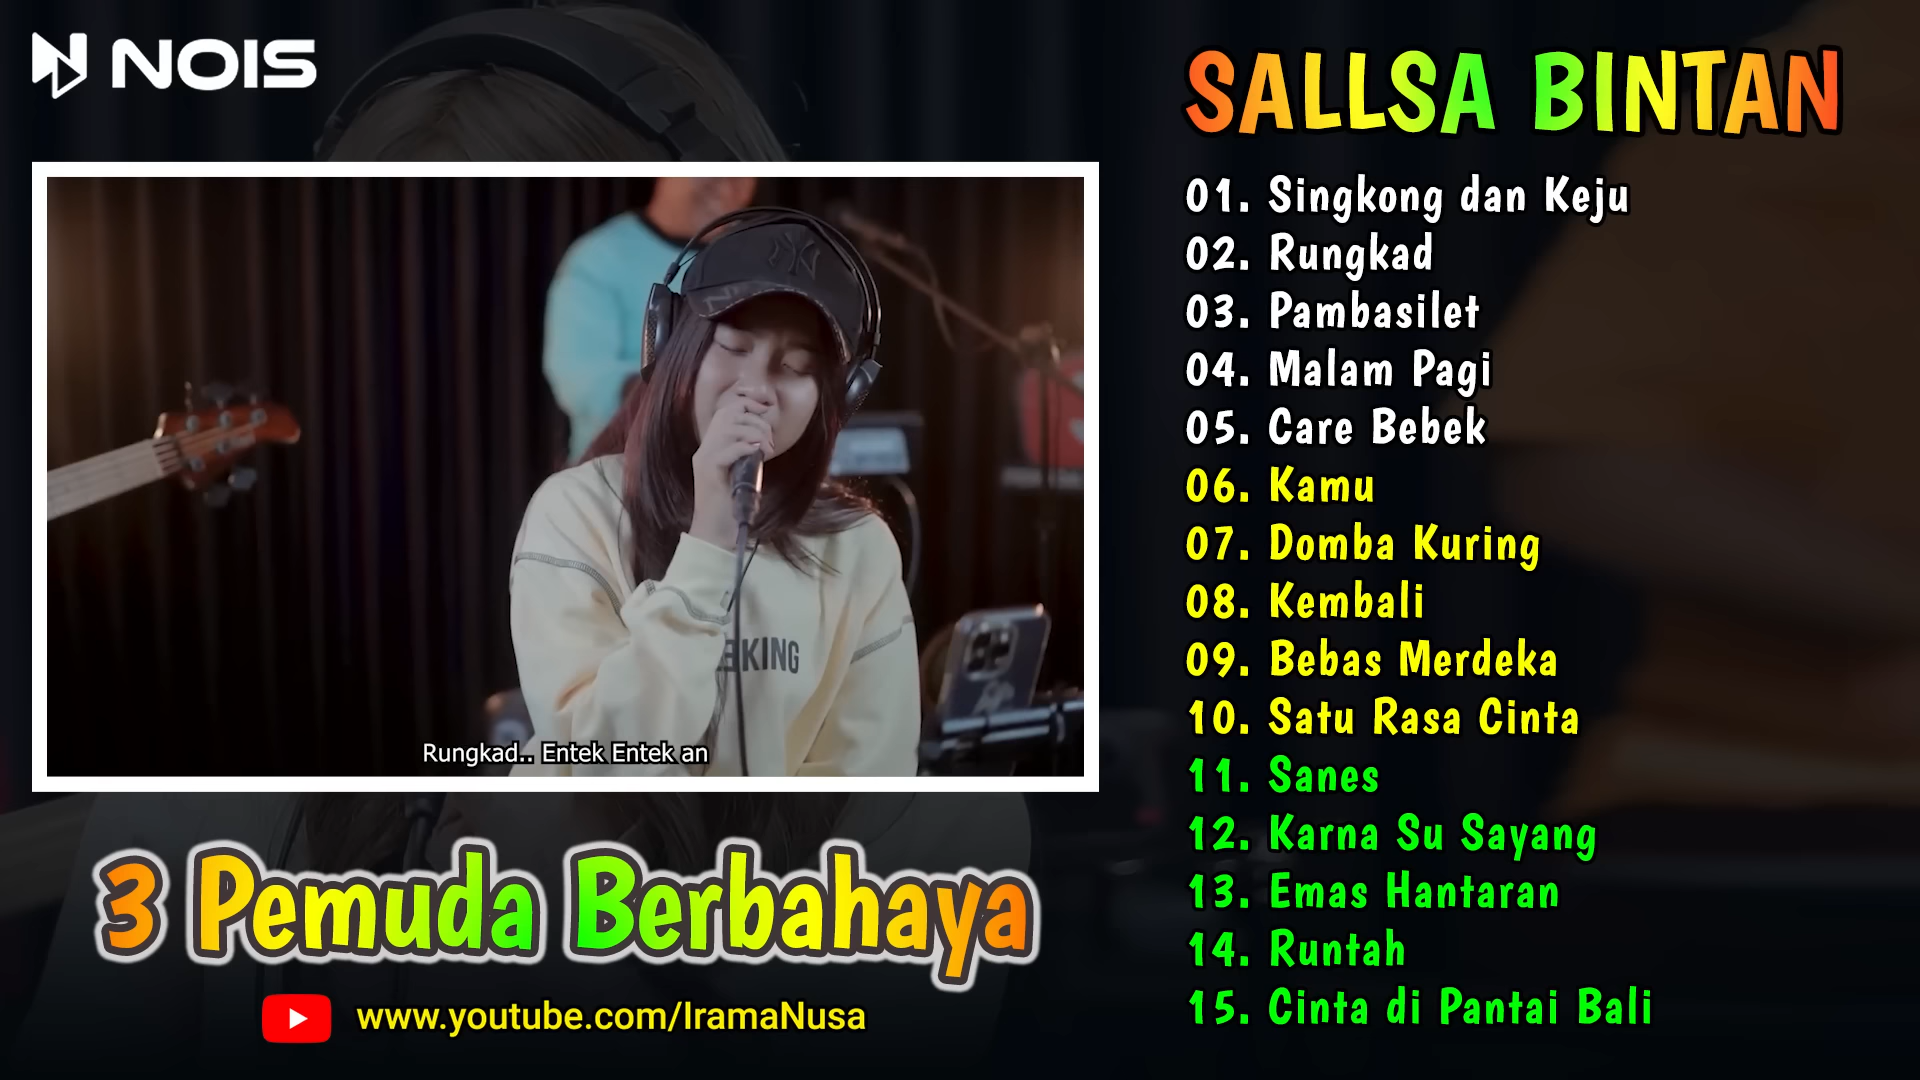 NOIS
SALLSA BINTAN
01. Singkong dan Keju
02. Rungkad
03. Pambasilet
04. Malam Pagi
05. Care Bebek
06. Kamu
07. Domba Kuring
08. Kembali
09. Bebas Merdeka
10. Satu Rasa Cinta
11. Sanes
12. Karna Su Sayang
13. Emas Hantaran
14. Runtah
15. Cinta di Pantai Bali
NY
KING
Rungkad.. Entek Entek an
3 Pemuda Berbahaya
www.youtube.com/IramaNusa